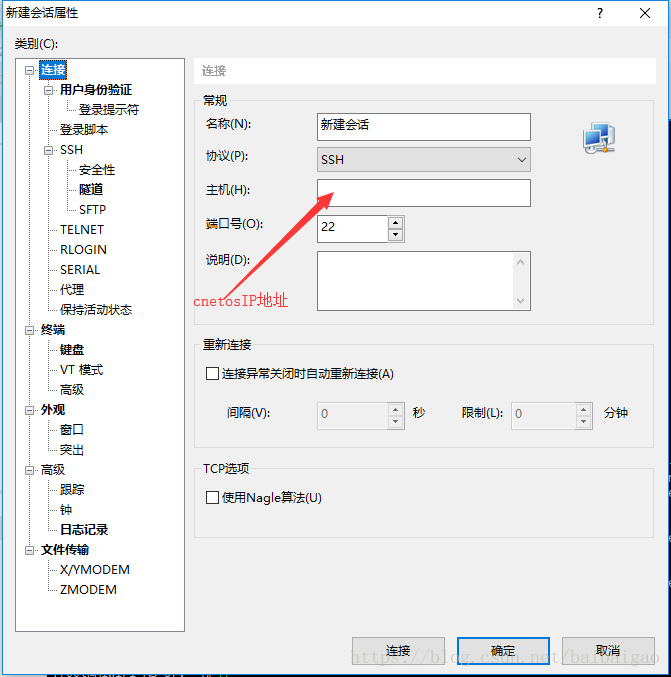 新建会话属性
?
类别(C):
连接
用户身份验证
登录提示符
登录脚本
SSH
安全性
隧道
SFTP
TELNET
RLOGIN
SERIAL
代理
保持活动状态
终端
键盘
VT 模式
高级
外观
窗口
突出
高级
跟踪
钟
日志记录
文件传输
X/YMODEM
ZMODEM
连接
常规
名称(N): 新建会话
协议(P): SSH
主机(H):
端口号(O): 22
说明(D):
cnetosIP地址
重新连接
连接异常关闭时自动重新连接(A)
间隔(V): 0 秒 限制(L): 0 分钟
TCP选项
使用Nagle算法(U)
连接 确定 取消
https://blog.csdn.net/baibaigao